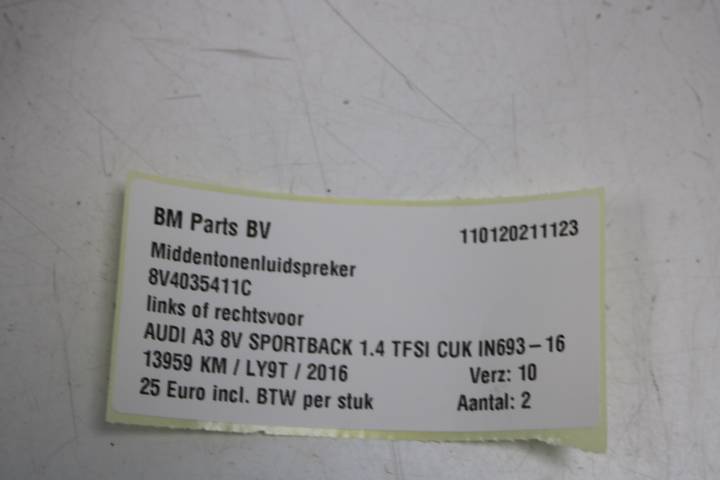 BM Parts BV 110120211123
Middentonenluidspreker
8V4035411C
links of rechtsvoor
AUDI A3 8V SPORTBACK 1.4 TFSI CUK IN693-16
13959 KM / LY9T / 2016 Verz: 10
25 Euro incl. BTW per stuk Aantal: 2